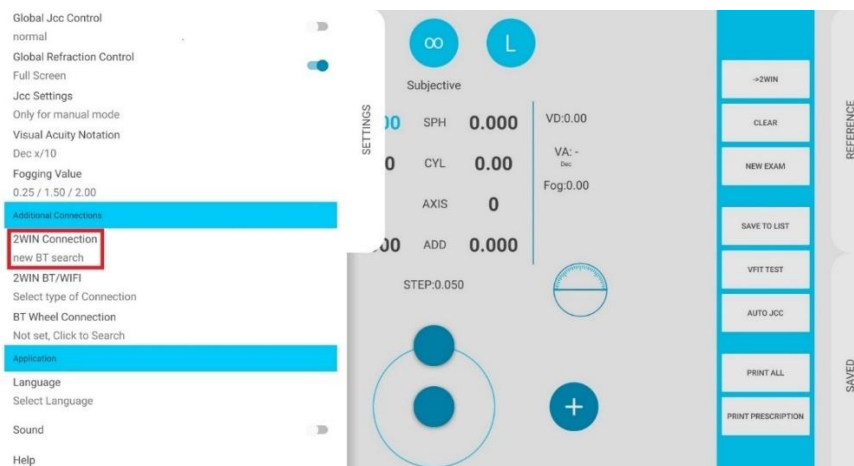 Global Jcc Control
normal
Global Refraction Control
Full Screen
Jcc Settings
Only for manual mode
Visual Acuity Notation
Dec x/10
Fogging Value
0.25 / 1.50 / 2.00
Additional Connections
2WIN Connection
new BT search
2WIN BT/WIFI
Select type of Connection
BT Wheel Connection
Not set, Click to Search
Application
Language
Select Language
Sound
Help
SETTINGS
∞ L
Subjective
00 SPH 0.000 VD:0.00
VA: -
Dec
0 CYL 0.00
Fog:0.00
AXIS 0
00 ADD 0.000
STEP:0.050
+
->2WIN
CLEAR
NEW EXAM
SAVE TO LIST
VFIT TEST
AUTO JCC
PRINT ALL
PRINT PRESCRIPTION
REFERENCE
SAVED